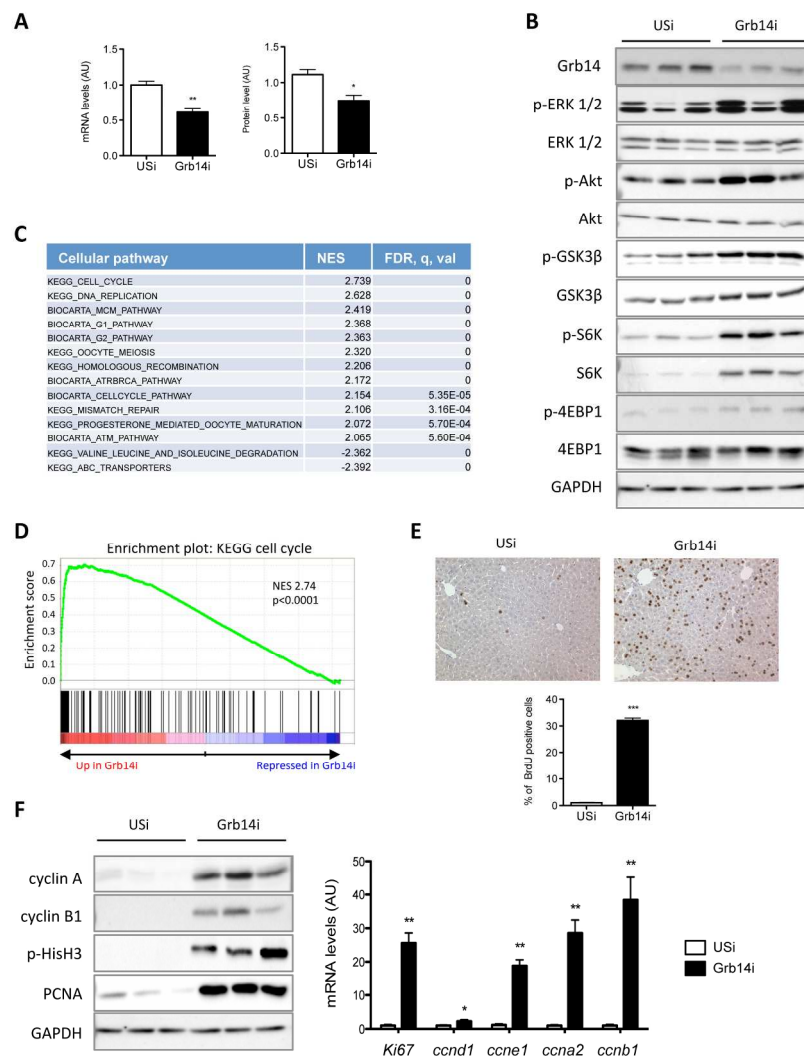 A
mRNA levels (AU)
1.5
1.0
0.5
0.0
USi
Grb14i
**
Protein level (AU)
1.5
1.0
0.5
0.0
USi
Grb14i
*
B
USi Grb14i
Grb14
p-ERK 1/2
ERK 1/2
p-Akt
Akt
p-GSK3β
GSK3β
p-S6K
S6K
p-4EBP1
4EBP1
GAPDH
C
Cellular pathway NES FDR, q, val
KEGG_CELL_CYCLE 2.739 0
KEGG_DNA_REPLICATION 2.628 0
BIOCARTA_MCM_PATHWAY 2.419 0
BIOCARTA_G1_PATHWAY 2.368 0
BIOCARTA_G2_PATHWAY 2.363 0
KEGG_OOCYTE_MEIOSIS 2.320 0
KEGG_HOMOLOGOUS_RECOMBINATION 2.206 0
BIOCARTA_ATRBRCA_PATHWAY 2.172 0
BIOCARTA_CELLCYCLE_PATHWAY 2.154 5.35E-05
KEGG_MISMATCH_REPAIR 2.106 3.16E-04
KEGG_PROGESTERONE_MEDIATED_OOCYTE_MATURATION 2.072 5.70E-04
BIOCARTA_ATM_PATHWAY 2.065 5.60E-04
KEGG_VALINE_LEUCINE_AND_ISOLEUCINE_DEGRADATION -2.362 0
KEGG_ABC_TRANSPORTERS -2.392 0
D
Enrichment plot: KEGG cell cycle
Enrichment score
0.7
0.6
0.5
0.4
0.3
0.2
0.1
0.0
NES 2.74
p<0.0001
Up in Grb14i
Repressed in Grb14i
E
USi Grb14i
% of BrdU positive cells
40
30
20
10
0
***
USi Grb14i
F
USi Grb14i
cyclin A
cyclin B1
p-HisH3
PCNA
GAPDH
mRNA levels (AU)
50
40
30
20
10
0
**
*
**
**
**
Ki67 ccnd1 ccne1 ccna2 ccnb1
USi
Grb14i